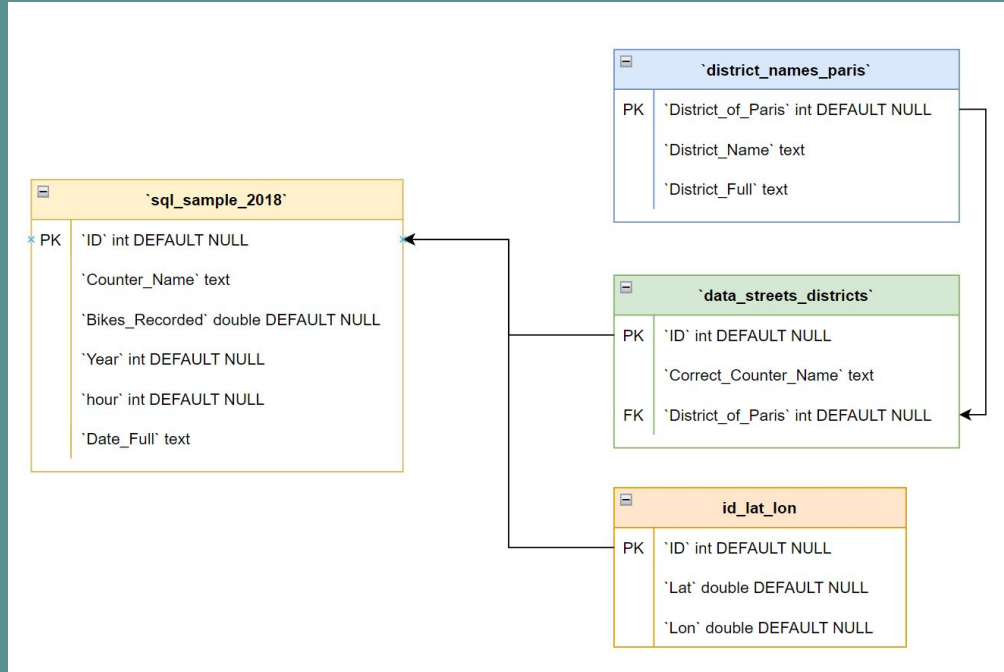 `sql_sample_2018`
PK `ID` int DEFAULT NULL
`Counter_Name` text
`Bikes_Recorded` double DEFAULT NULL
`Year` int DEFAULT NULL
`hour` int DEFAULT NULL
`Date_Full` text
`district_names_paris`
PK `District_of_Paris` int DEFAULT NULL
`District_Name` text
`District_Full` text
`data_streets_districts`
PK `ID` int DEFAULT NULL
`Correct_Counter_Name` text
FK `District_of_Paris` int DEFAULT NULL
id_lat_lon
PK `ID` int DEFAULT NULL
`Lat` double DEFAULT NULL
`Lon` double DEFAULT NULL